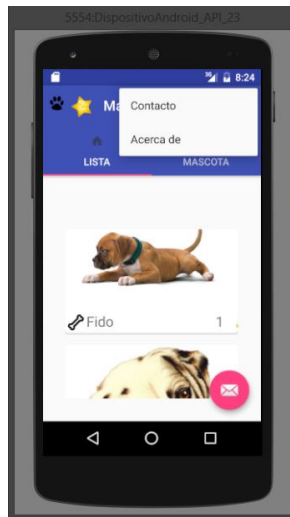 5554:DispositivoAndroid_API_23
8:24
Ma
Contacto
Acerca de
LISTA
MASCOTA
Fido
1